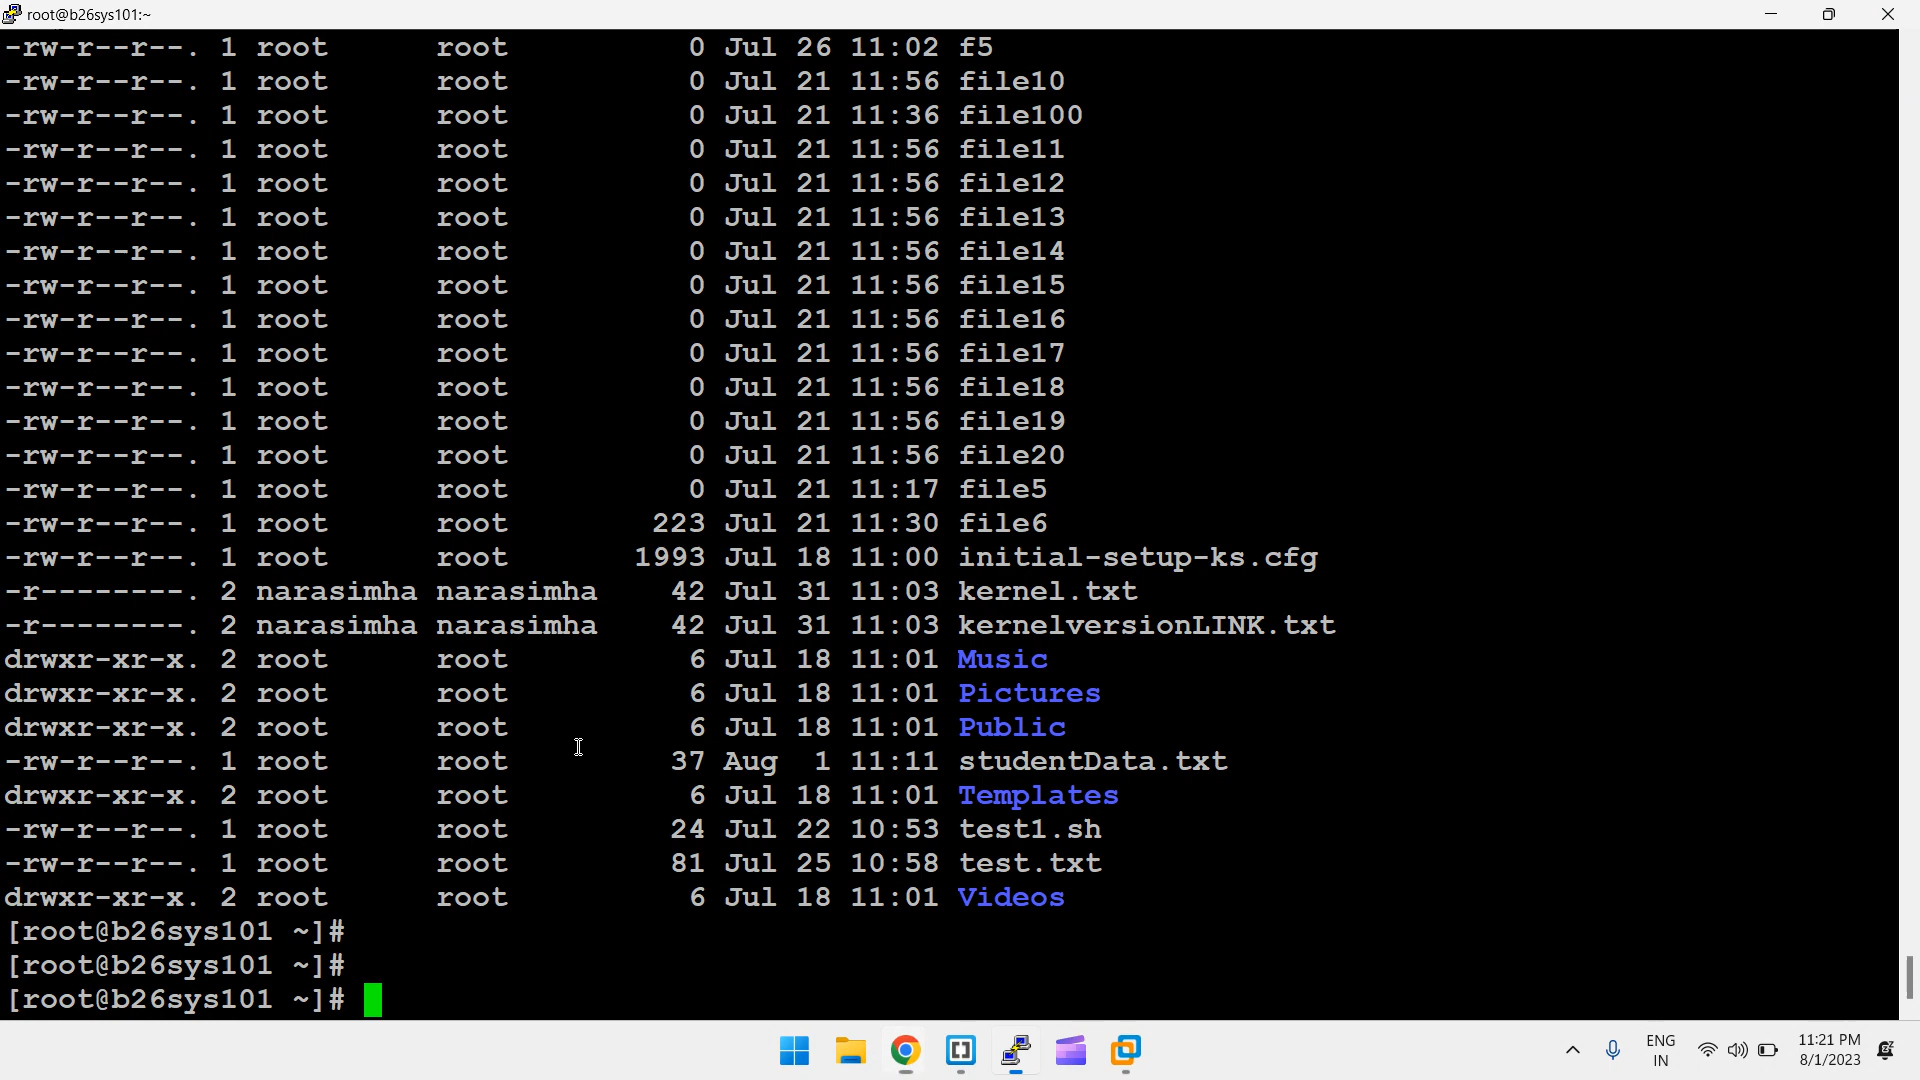 root@b26sys101:~
-rw-r--r--. 1 root      root          0 Jul 26 11:02 f5
-rw-r--r--. 1 root      root          0 Jul 21 11:56 file10
-rw-r--r--. 1 root      root          0 Jul 21 11:36 file100
-rw-r--r--. 1 root      root          0 Jul 21 11:56 file11
-rw-r--r--. 1 root      root          0 Jul 21 11:56 file12
-rw-r--r--. 1 root      root          0 Jul 21 11:56 file13
-rw-r--r--. 1 root      root          0 Jul 21 11:56 file14
-rw-r--r--. 1 root      root          0 Jul 21 11:56 file15
-rw-r--r--. 1 root      root          0 Jul 21 11:56 file16
-rw-r--r--. 1 root      root          0 Jul 21 11:56 file17
-rw-r--r--. 1 root      root          0 Jul 21 11:56 file18
-rw-r--r--. 1 root      root          0 Jul 21 11:56 file19
-rw-r--r--. 1 root      root          0 Jul 21 11:56 file20
-rw-r--r--. 1 root      root          0 Jul 21 11:17 file5
-rw-r--r--. 1 root      root        223 Jul 21 11:30 file6
-rw-r--r--. 1 root      root       1993 Jul 18 11:00 initial-setup-ks.cfg
-r--------. 2 narasimha narasimha    42 Jul 31 11:03 kernel.txt
-r--------. 2 narasimha narasimha    42 Jul 31 11:03 kernelversionLINK.txt
drwxr-xr-x. 2 root      root          6 Jul 18 11:01 Music
drwxr-xr-x. 2 root      root          6 Jul 18 11:01 Pictures
drwxr-xr-x. 2 root      root          6 Jul 18 11:01 Public
-rw-r--r--. 1 root      root         37 Aug  1 11:11 studentData.txt
drwxr-xr-x. 2 root      root          6 Jul 18 11:01 Templates
-rw-r--r--. 1 root      root         24 Jul 22 10:53 test1.sh
-rw-r--r--. 1 root      root         81 Jul 25 10:58 test.txt
drwxr-xr-x. 2 root      root          6 Jul 18 11:01 Videos
[root@b26sys101 ~]#
[root@b26sys101 ~]#
[root@b26sys101 ~]#
ENG
IN
11:21 PM
8/1/2023